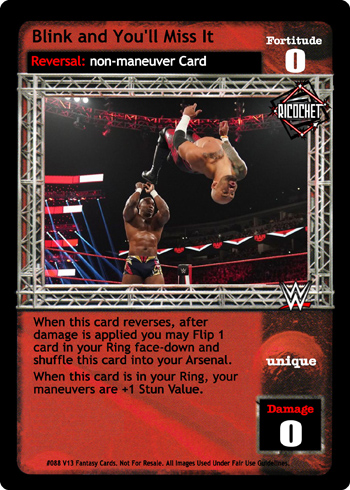 Blink and You'll Miss It
Fortitude
0
Reversal: non-maneuver Card
RICOCHET
W
When this card reverses, after
damage is applied you may Flip 1
card in your Ring face-down and
shuffle this card into your Arsenal.
When this card is in your Ring, your
maneuvers are +1 Stun Value.
unique
Damage
0
#088 V13 Fantasy Cards. Not For Resale. All Images Used Under Fair Use Guidelines.